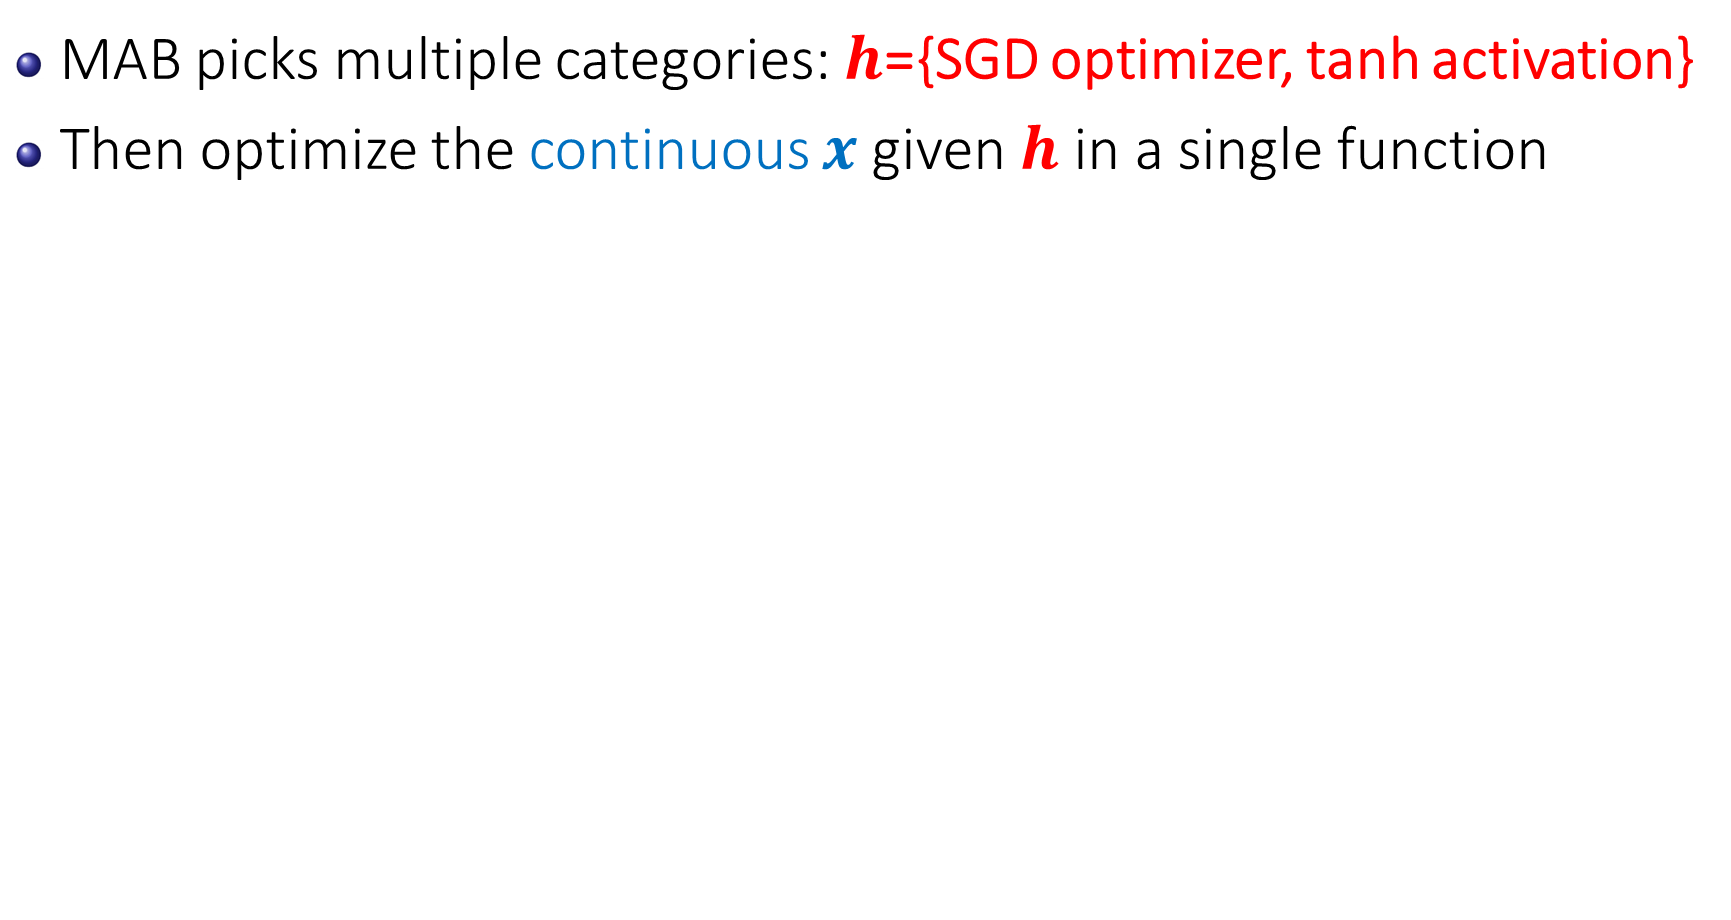 MAB picks multiple categories: h={SGD optimizer, tanh activation}
Then optimize the continuous x given h in a single function